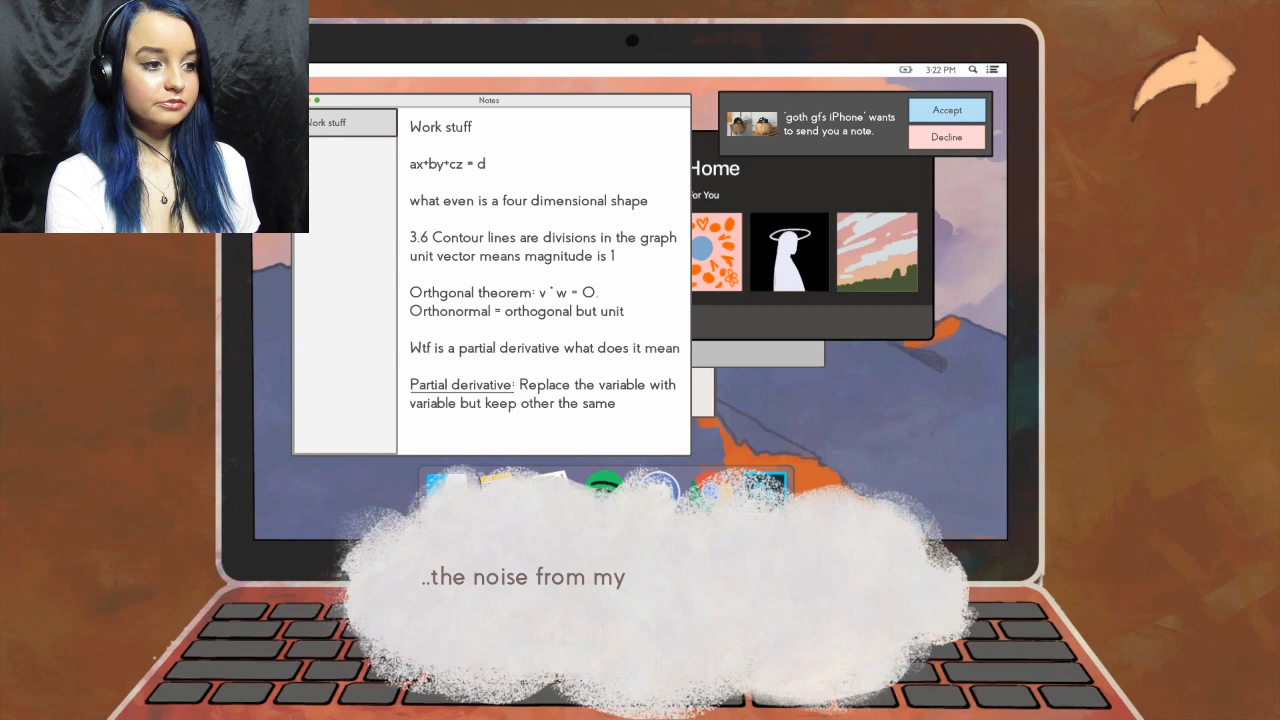 3:22 PM
Notes
'goth gf's iPhone' wants
to send you a note.
Accept
Decline
Work stuff
Work stuff
ax+by+cz = d
what even is a four dimensional shape
3.6 Contour lines are divisions in the graph
unit vector means magnitude is 1
Orthgonal theorem: v * w = 0.
Orthonormal = orthogonal but unit
Wtf is a partial derivative what does it mean
Partial derivative: Replace the variable with
variable but keep other the same
Home
For You
..the noise from my